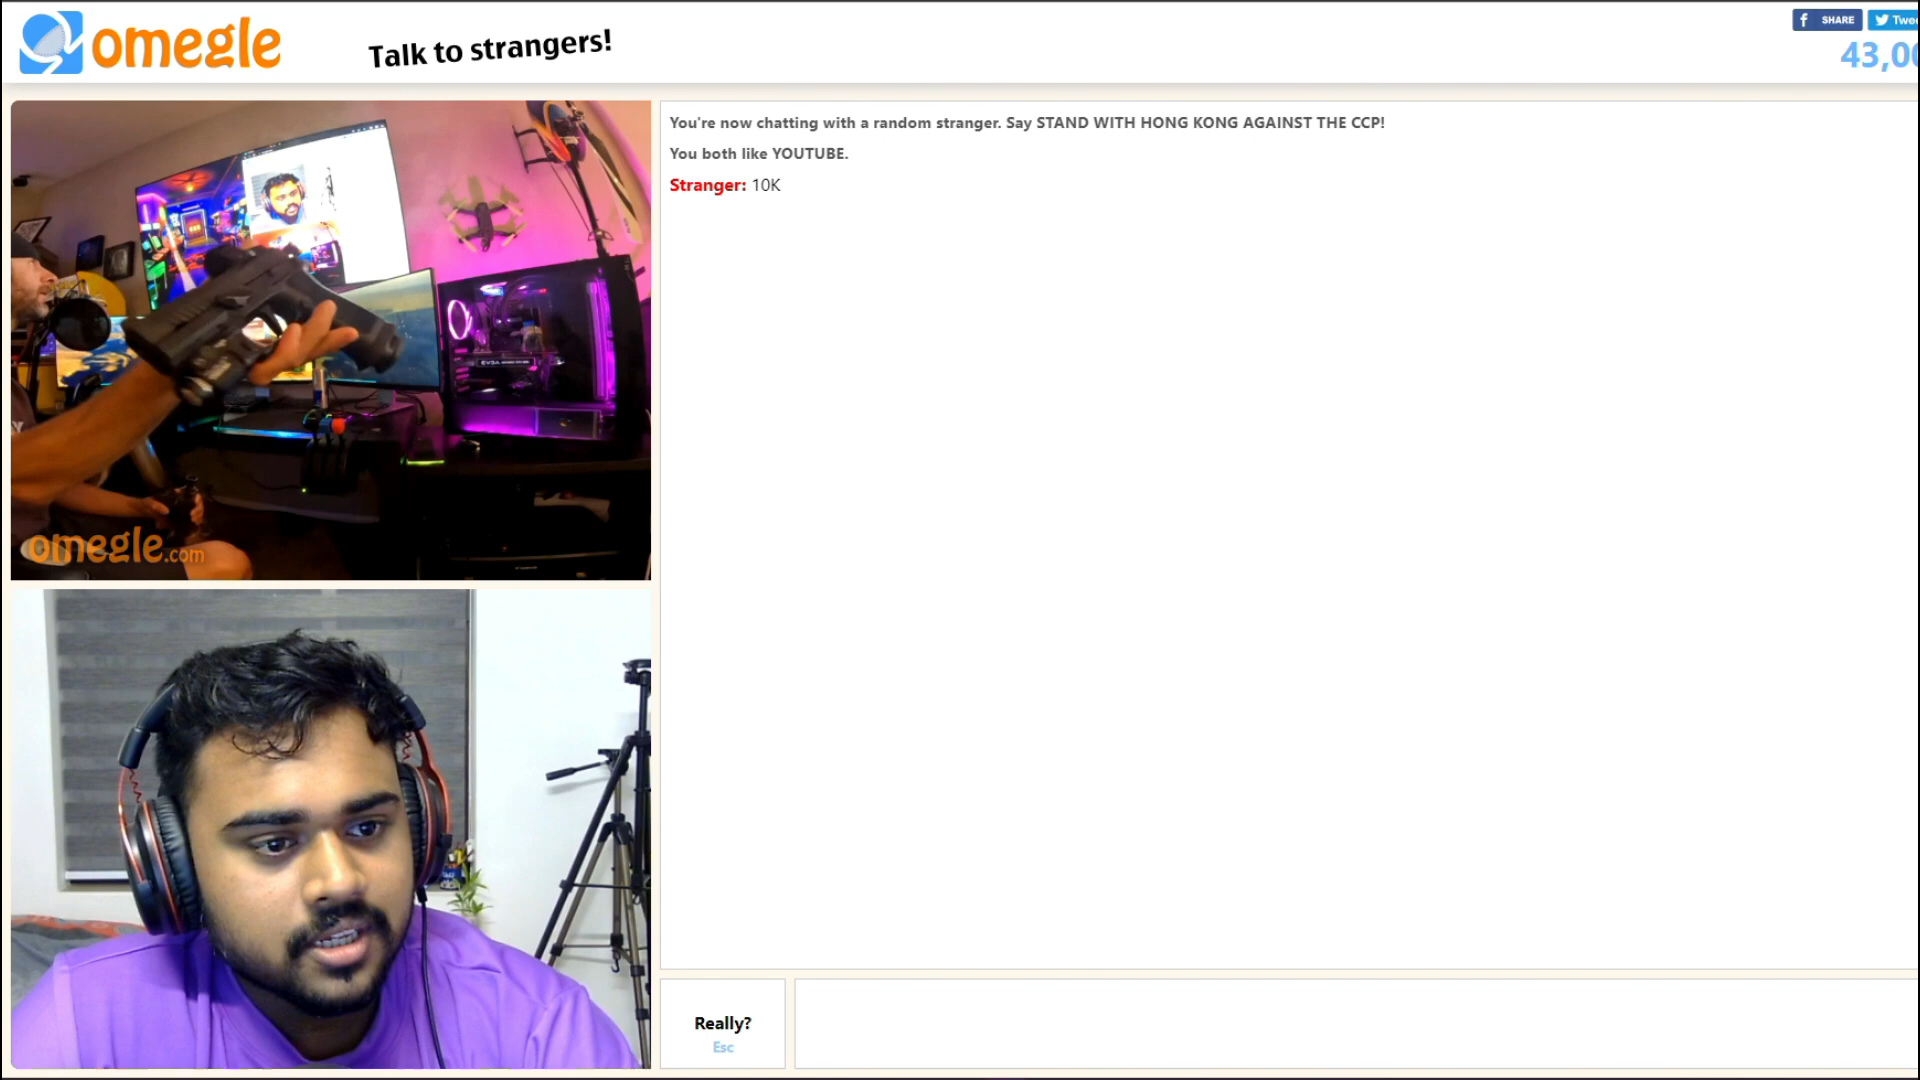 omegle
Talk to strangers!
f SHARE
43,0
You're now chatting with a random stranger. Say STAND WITH HONG KONG AGAINST THE CCP!
You both like YOUTUBE.
Stranger: 10K
EVGA
omegle.com
Really?
Esc